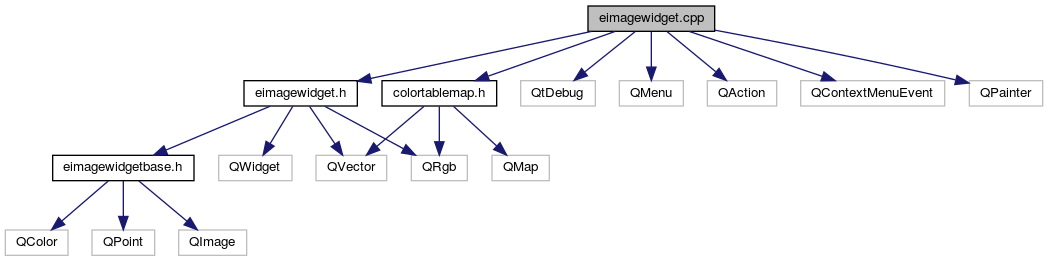 eimagewidget.cpp
eimagewidget.h
colortablemap.h
QtDebug
QMenu
QAction
QContextMenuEvent
QPainter
eimagewidgetbase.h
QWidget
QVector
QRgb
QMap
QColor
QPoint
QImage